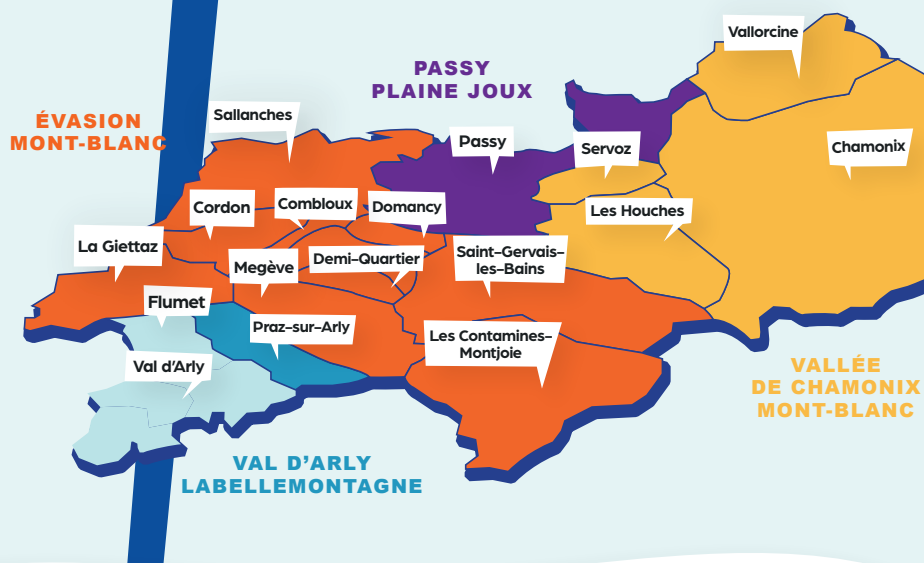 Vallorcine
PASSY
PLAINE JOUX
ÉVASION
MONT-BLANC
Sallanches
Passy
Servoz
Chamonix
Cordon
Combloux
Domancy
Les Houches
La Giettaz
Megève
Demi-Quartier
Saint-Gervais-
les-Bains
Flumet
Praz-sur-Arly
Les Contamines-
Montjoie
Val d'Arly
VALLÉE
DE CHAMONIX
MONT-BLANC
VAL D'ARLY
LABELLEMONTAGNE